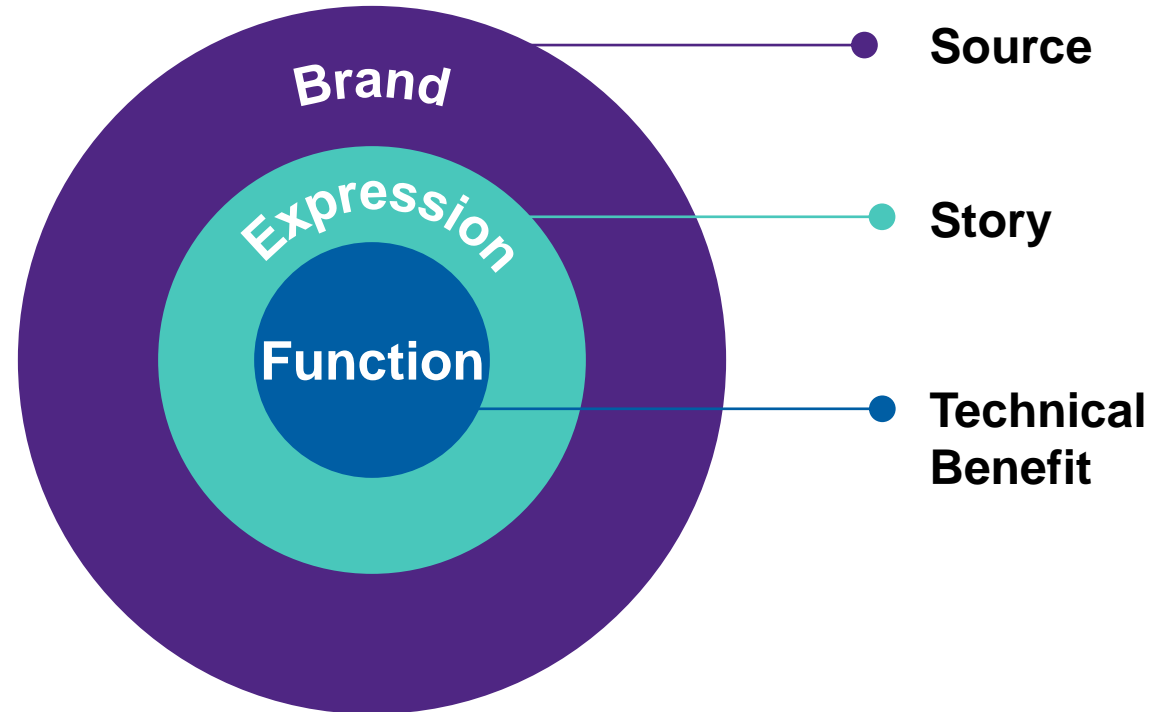 Brand
Source
Expression
Story
Function
Technical
Benefit